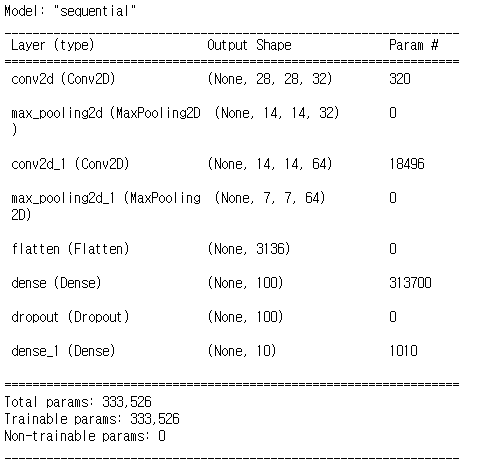 Model: "sequential"
_________________________________________________________________
Layer (type) Output Shape Param #
=================================================================
conv2d (Conv2D) (None, 28, 28, 32) 320
max_pooling2d (MaxPooling2D (None, 14, 14, 32) 0
)
conv2d_1 (Conv2D) (None, 14, 14, 64) 18496
max_pooling2d_1 (MaxPooling (None, 7, 7, 64) 0
2D)
flatten (Flatten) (None, 3136) 0
dense (Dense) (None, 100) 313700
dropout (Dropout) (None, 100) 0
dense_1 (Dense) (None, 10) 1010
=================================================================
Total params: 333,526
Trainable params: 333,526
Non-trainable params: 0
_________________________________________________________________